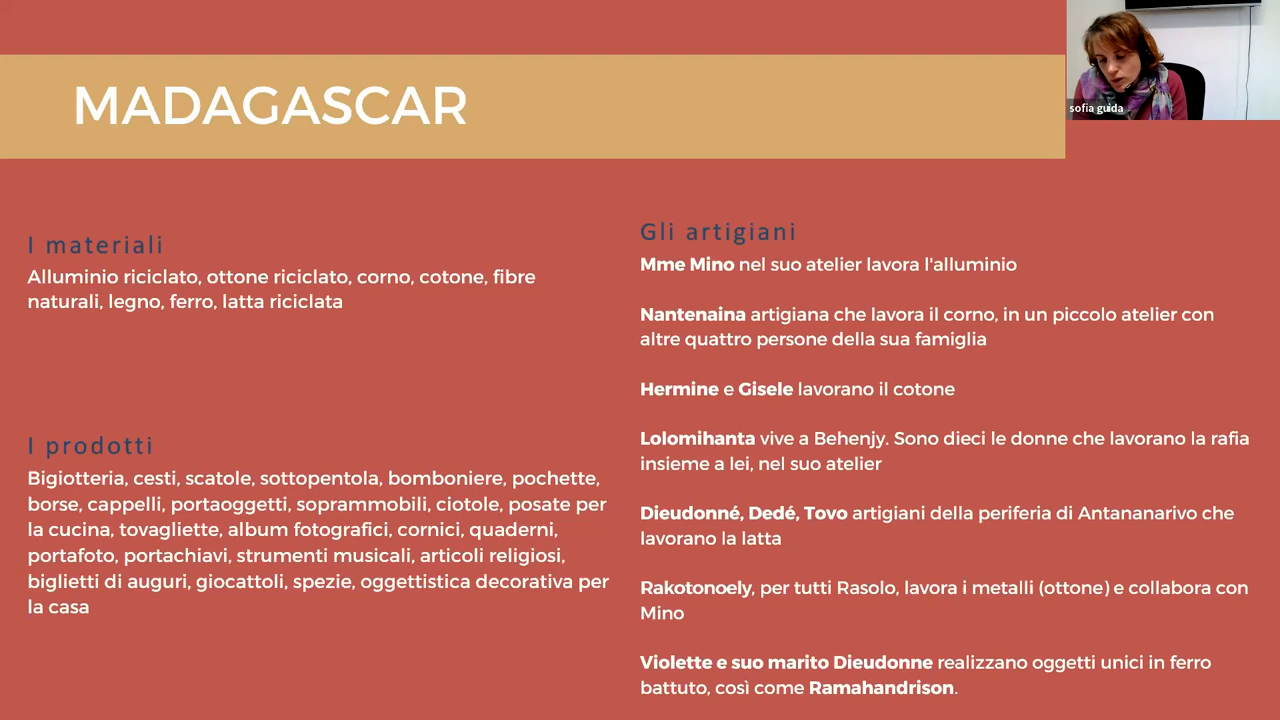 MADAGASCAR
sofia guida
I materiali
Alluminio riciclato, ottone riciclato, corno, cotone, fibre
naturali, legno, ferro, latta riciclata
I prodotti
Bigiotteria, cesti, scatole, sottopentola, bomboniere, pochette,
borse, cappelli, portaoggetti, soprammobili, ciotole, posate per
la cucina, tovagliette, album fotografici, cornici, quaderni,
portafoto, portachiavi, strumenti musicali, articoli religiosi,
biglietti di auguri, giocattoli, spezie, oggettistica decorativa per
la casa
Gli artigiani
Mme Mino nel suo atelier lavora l'alluminio
Nantenaina artigiana che lavora il corno, in un piccolo atelier con
altre quattro persone della sua famiglia
Hermine e Gisele lavorano il cotone
Lolomihanta vive a Behenjy. Sono dieci le donne che lavorano la rafia
insieme a lei, nel suo atelier
Dieudonné, Dedé, Tovo artigiani della periferia di Antananarivo che
lavorano la latta
Rakotonoely, per tutti Rasolo, lavora i metalli (ottone) e collabora con
Mino
Violette e suo marito Dieudonne realizzano oggetti unici in ferro
battuto, così come Ramahandrison.